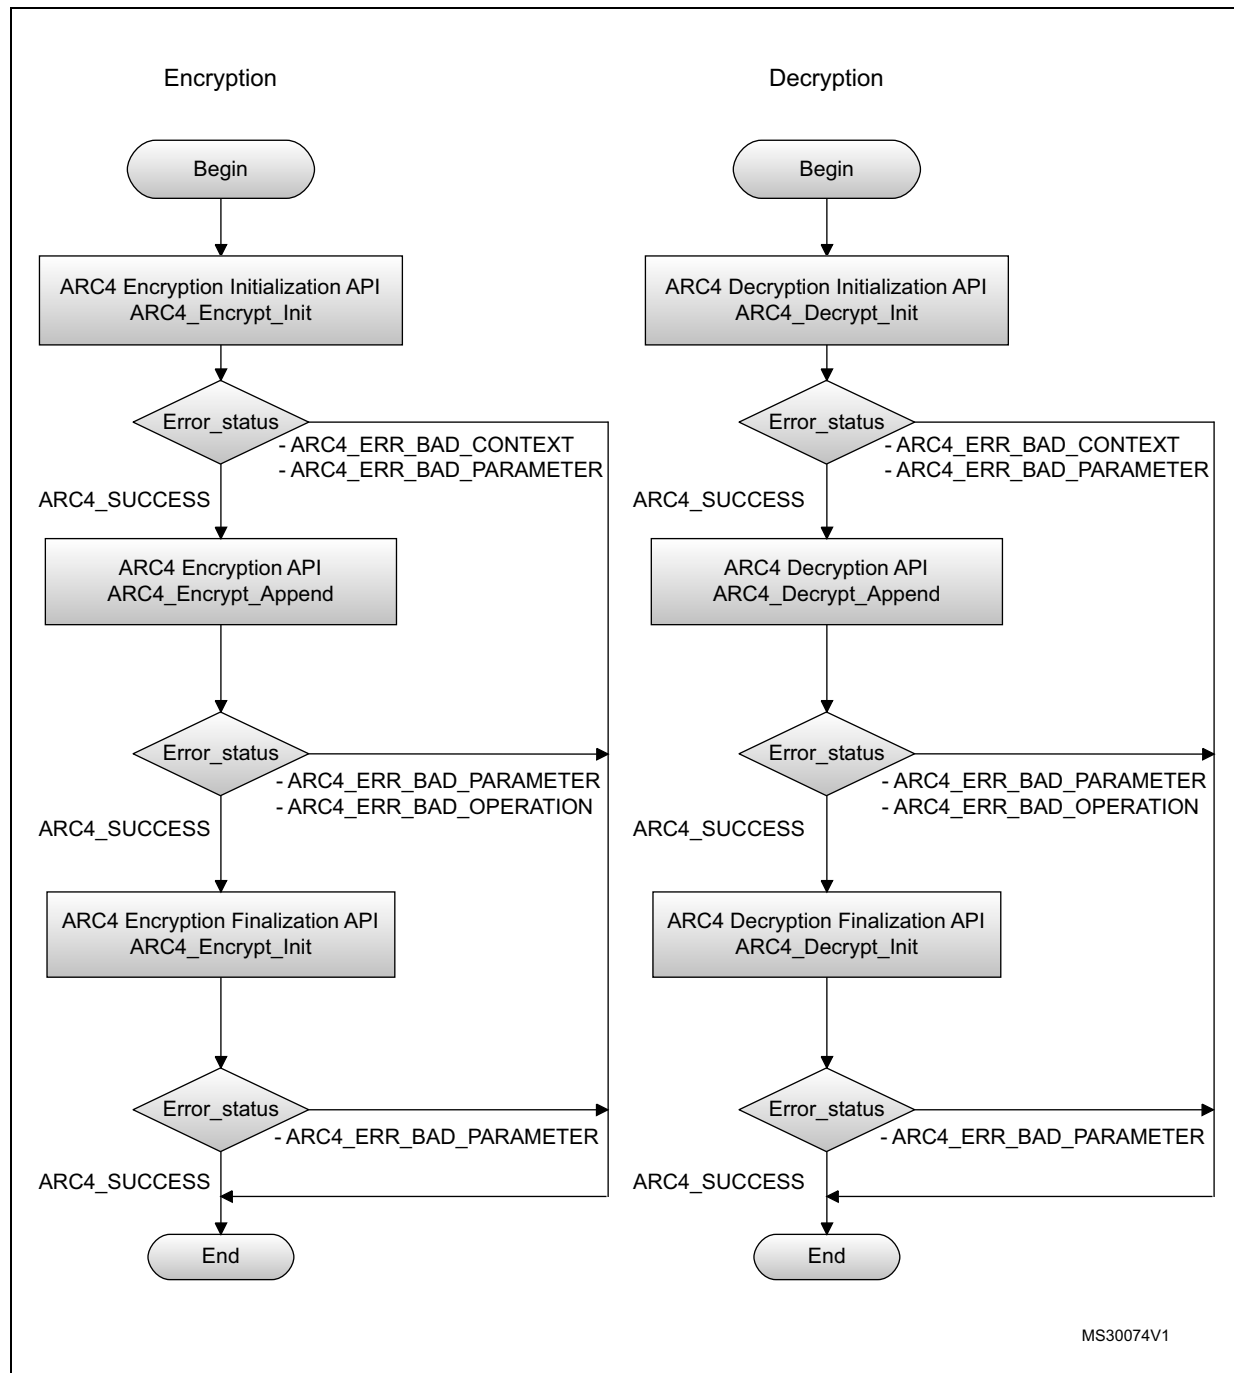 Encryption
Begin
ARC4 Encryption Initialization API
ARC4_Encrypt_Init
Error_status
- ARC4_ERR_BAD_CONTEXT
- ARC4_ERR_BAD_PARAMETER
ARC4_SUCCESS
ARC4 Encryption API
ARC4_Encrypt_Append
Error_status
- ARC4_ERR_BAD_PARAMETER
- ARC4_ERR_BAD_OPERATION
ARC4_SUCCESS
ARC4 Encryption Finalization API
ARC4_Encrypt_Init
Error_status
- ARC4_ERR_BAD_PARAMETER
ARC4_SUCCESS
End
Decryption
Begin
ARC4 Decryption Initialization API
ARC4_Decrypt_Init
Error_status
- ARC4_ERR_BAD_CONTEXT
- ARC4_ERR_BAD_PARAMETER
ARC4_SUCCESS
ARC4 Decryption API
ARC4_Decrypt_Append
Error_status
- ARC4_ERR_BAD_PARAMETER
- ARC4_ERR_BAD_OPERATION
ARC4_SUCCESS
ARC4 Decryption Finalization API
ARC4_Decrypt_Init
Error_status
- ARC4_ERR_BAD_PARAMETER
ARC4_SUCCESS
End
MS30074V1